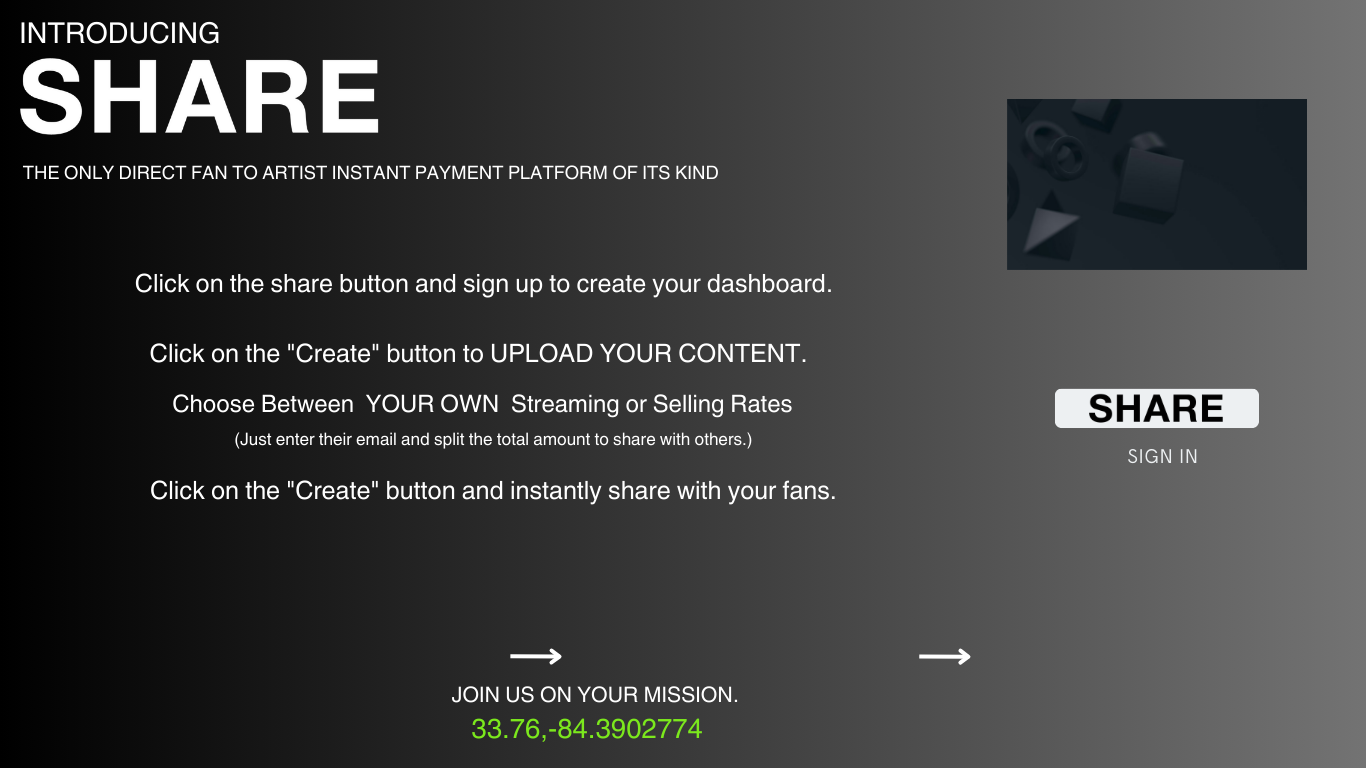 INTRODUCING
SHARE
THE ONLY DIRECT FAN TO ARTIST INSTANT PAYMENT PLATFORM OF ITS KIND
Click on the share button and sign up to create your dashboard.
Click on the "Create" button to UPLOAD YOUR CONTENT.
Choose Between YOUR OWN Streaming or Selling Rates
(Just enter their email and split the total amount to share with others.)
Click on the "Create" button and instantly share with your fans.
SHARE
SIGN IN
JOIN US ON YOUR MISSION.
33.76,-84.3902774